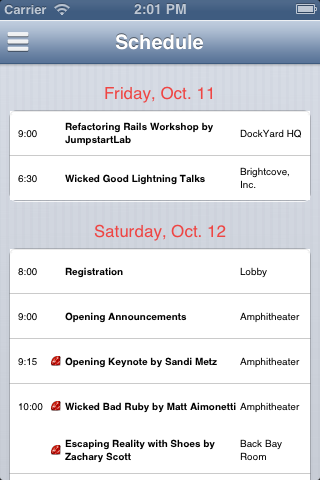 Carrier 2:01 PM
Schedule
Friday, Oct. 11
9:00 Refactoring Rails Workshop by DockYard HQ
JumpstartLab
6:30 Wicked Good Lightning Talks Brightcove,
Inc.
Saturday, Oct. 12
8:00 Registration Lobby
9:00 Opening Announcements Amphitheater
9:15 Opening Keynote by Sandi Metz Amphitheater
10:00 Wicked Bad Ruby by Matt Aimonetti Amphitheater
Escaping Reality with Shoes by Back Bay
Zachary Scott Room